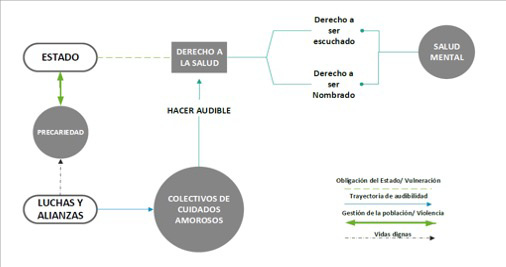 ESTADO
DERECHO A
LA SALUD
Derecho a
ser
escuchado
SALUD
MENTAL
Derecho a
ser
Nombrado
HACER AUDIBLE
PRECARIEDAD
LUCHAS Y
ALIANZAS
COLECTIVOS DE
CUIDADOS
AMOROSOS
Obligación del Estado/ Vulneración
Trayectoria de audibilidad
Gestión de la población/ Violencia
Vidas dignas